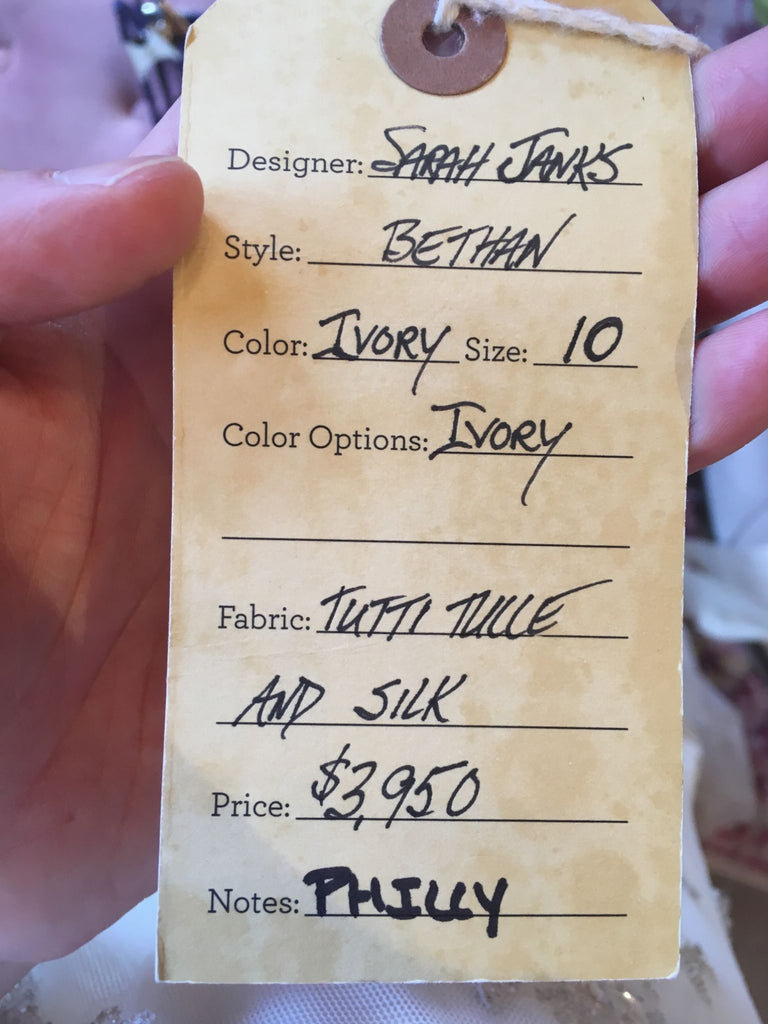 Designer: SARAH JANKS
Style: BETHAN
Color: IVORY Size: 10
Color Options: IVORY
Fabric: TUTTI TULLE
AND SILK
Price: $3,950
Notes: PHILLY